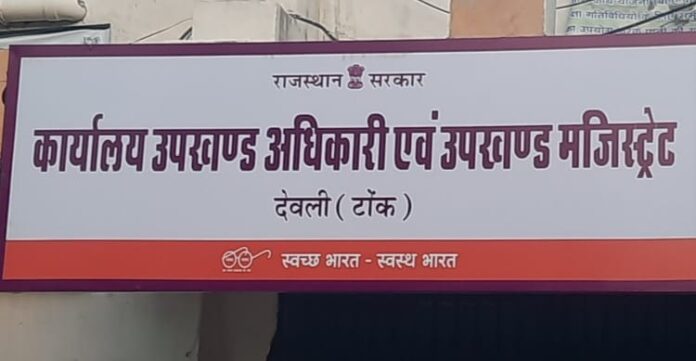 राजस्थान सरकार
कार्यालय उपखण्ड अधिकारी एवं उपखण्ड मजिस्ट्रेट
देवली ( टोंक )
स्वच्छ भारत - स्वस्थ भारत